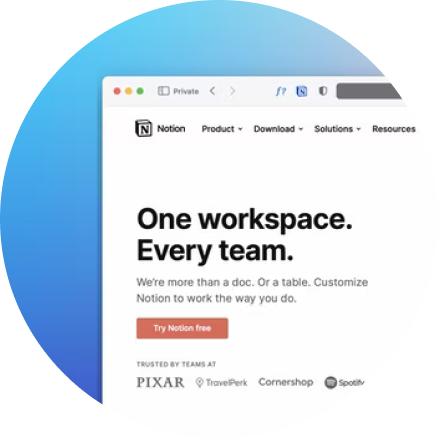 Private
f?
Notion Product Download Solutions Resources
One workspace.
Every team.
We're more than a doc. Or a table. Customize
Notion to work the way you do.
Try Notion free
TRUSTED BY TEAMS AT
PIXAR TravelPerk Cornershop Spotify